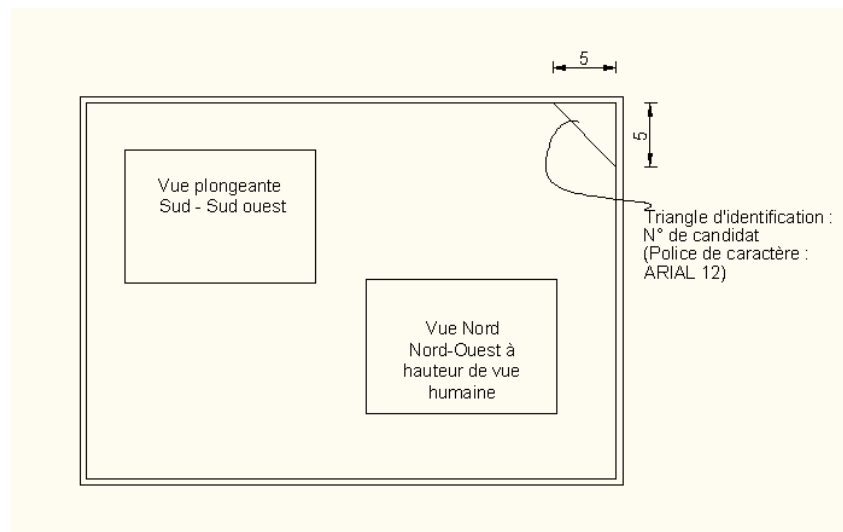 5
5
Vue plongeante
Sud - Sud ouest
Triangle d'identification :
N° de candidat
(Police de caractère :
ARIAL 12)
Vue Nord
Nord-Ouest à
hauteur de vue
humaine